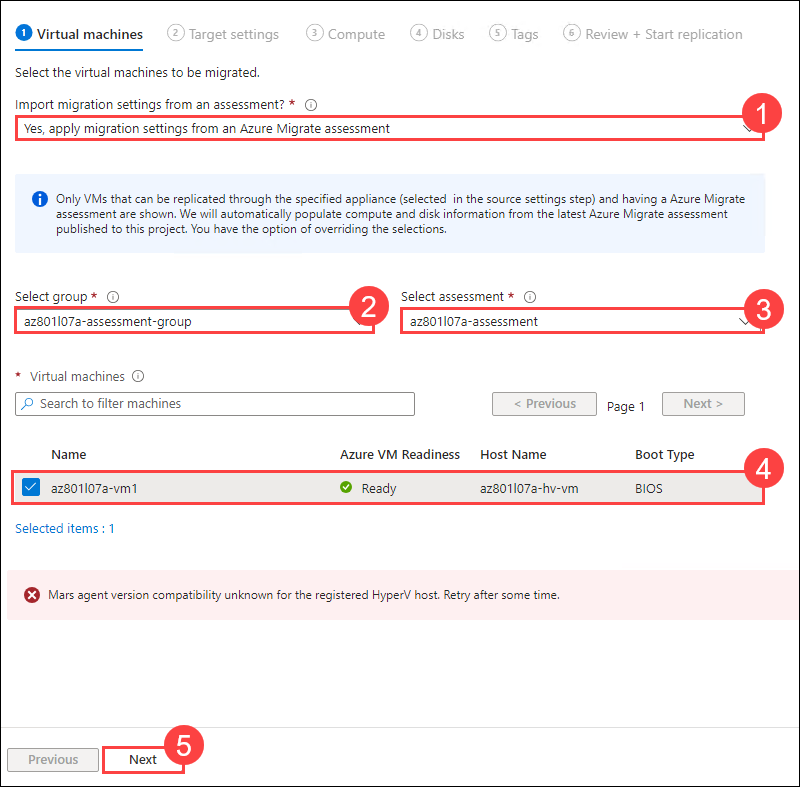 1 Virtual machines 2 Target settings 3 Compute 4 Disks 5 Tags 6 Review + Start replication
Select the virtual machines to be migrated.
Import migration settings from an assessment? *
1
Yes, apply migration settings from an Azure Migrate assessment
Only VMs that can be replicated through the specified appliance (selected in the source settings step) and having a Azure Migrate
assessment are shown. We will automatically populate compute and disk information from the latest Azure Migrate assessment
published to this project. You have the option of overriding the selections.
Select group * 2 Select assessment * 3
az801l07a-assessment-group az801l07a-assessment
* Virtual machines
Search to filter machines < Previous Page 1 Next >
Name Azure VM Readiness Host Name Boot Type
4
az801l07a-vm1 Ready az801l07a-hv-vm BIOS
Selected items : 1
Mars agent version compatibility unknown for the registered HyperV host. Retry after some time.
5
Previous Next